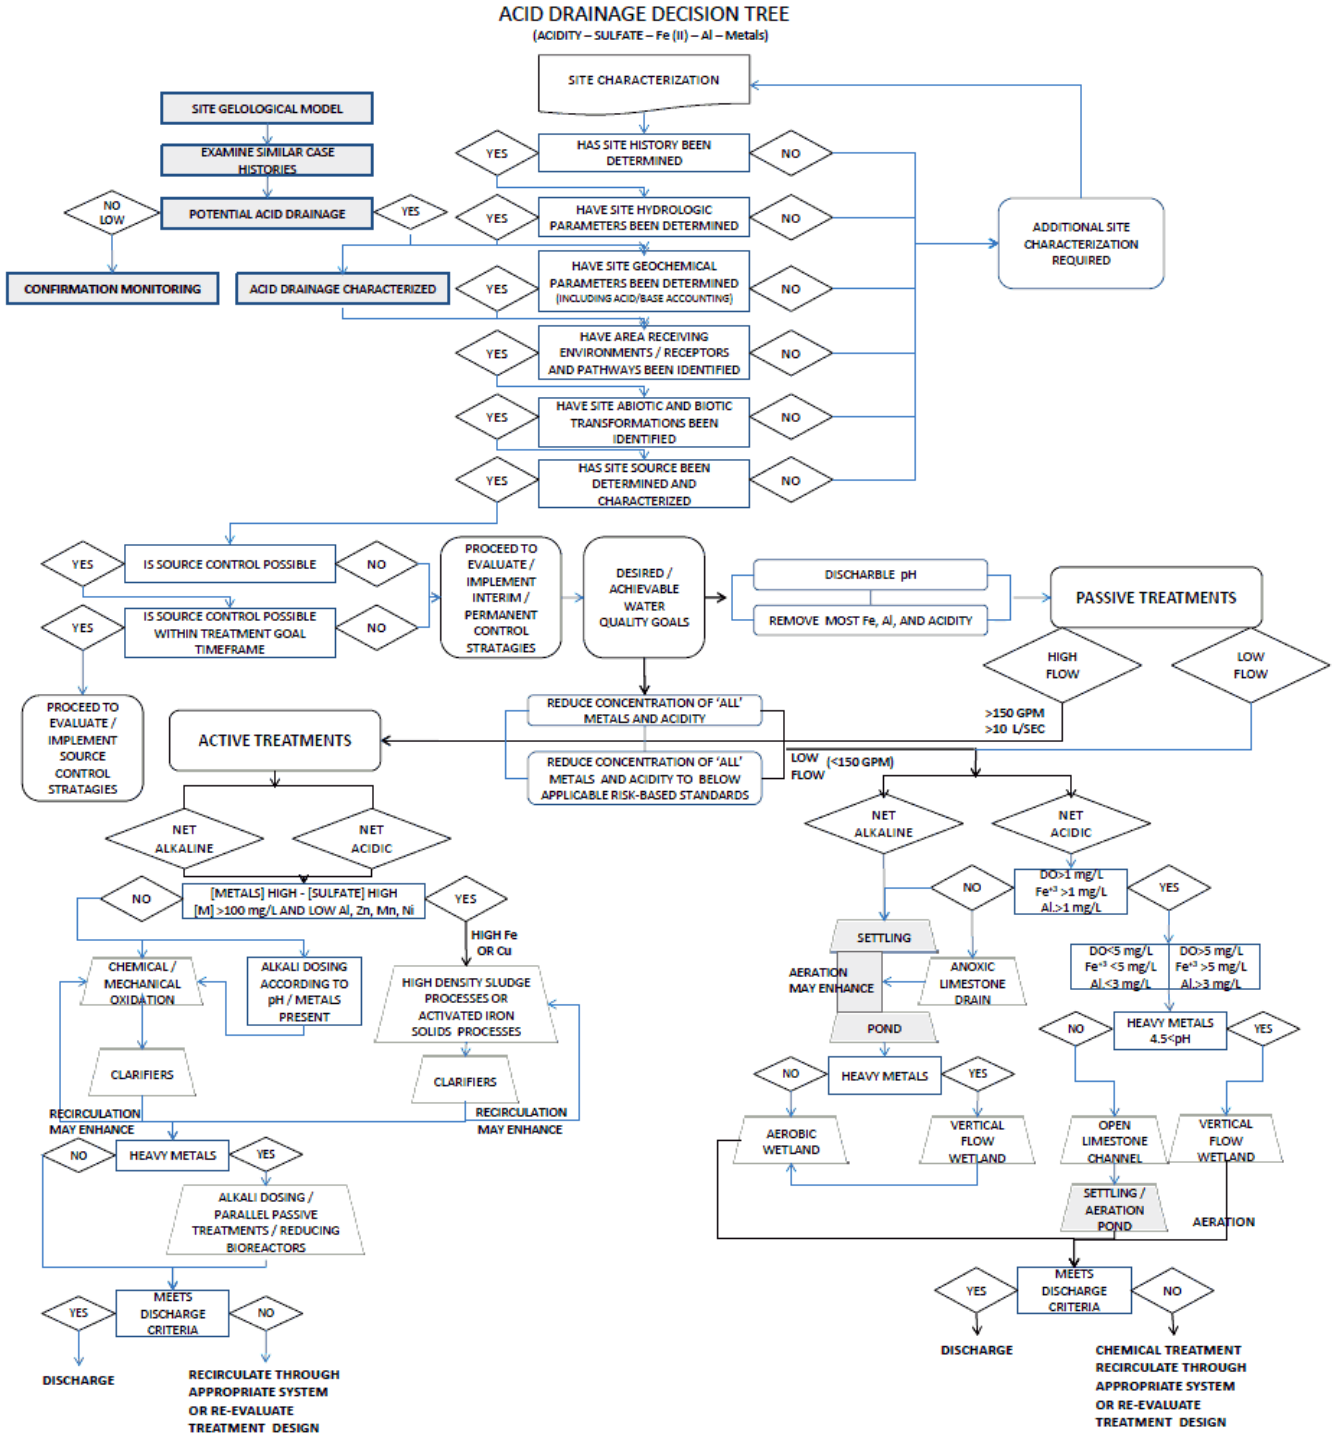 ACID DRAINAGE DECISION TREE
(ACIDITY – SULFATE – Fe (II) – Al – Metals)
SITE CHARACTERIZATION
SITE GELOLOGICAL MODEL
EXAMINE SIMILAR CASE
HISTORIES
NO
LOW
POTENTIAL ACID DRAINAGE
YES
CONFIRMATION MONITORING
ACID DRAINAGE CHARACTERIZED
YES
HAS SITE HISTORY BEEN
DETERMINED
NO
YES
HAVE SITE HYDROLOGIC
PARAMETERS BEEN DETERMINED
NO
ADDITIONAL SITE
CHARACTERIZATION
REQUIRED
YES
HAVE SITE GEOCHEMICAL
PARAMETERS BEEN DETERMINED
(INCLUDING ACID/BASE ACCOUNTING)
NO
YES
HAVE AREA RECEIVING
ENVIRONMENTS / RECEPTORS
AND PATHWAYS BEEN IDENTIFIED
NO
YES
HAVE SITE ABIOTIC AND BIOTIC
TRANSFORMATIONS BEEN
IDENTIFIED
NO
YES
HAS SITE SOURCE BEEN
DETERMINED AND
CHARACTERIZED
NO
YES
IS SOURCE CONTROL POSSIBLE
NO
YES
IS SOURCE CONTROL POSSIBLE
WITHIN TREATMENT GOAL
TIMEFRAME
NO
PROCEED TO
EVALUATE /
IMPLEMENT
INTERIM /
PERMANENT
CONTROL
STRATAGIES
DESIRED /
ACHIEVABLE
WATER
QUALITY GOALS
DISCHARBLE pH
REMOVE MOST Fe, Al, AND ACIDITY
PASSIVE TREATMENTS
HIGH
FLOW
LOW
FLOW
PROCEED TO
EVALUATE /
IMPLEMENT
SOURCE
CONTROL
STRATAGIES
ACTIVE TREATMENTS
REDUCE CONCENTRATION OF ‘ALL’
METALS AND ACIDITY
REDUCE CONCENTRATION OF ‘ALL’
METALS AND ACIDITY TO BELOW
APPLICABLE RISK-BASED STANDARDS
>150 GPM
>10 L/SEC
LOW
FLOW
(<150 GPM)
NET
ALKALINE
NET
ACIDIC
NO
[METALS] HIGH - [SULFATE] HIGH
[M] >100 mg/L AND LOW Al, Zn, Mn, Ni
YES
HIGH Fe
OR Cu
CHEMICAL /
MECHANICAL
OXIDATION
ALKALI DOSING
ACCORDING TO
pH / METALS
PRESENT
HIGH DENSITY SLUDGE
PROCESSES OR
ACTIVATED IRON
SOLIDS PROCESSES
CLARIFIERS
CLARIFIERS
RECIRCULATION
MAY ENHANCE
RECIRCULATION
MAY ENHANCE
NO
HEAVY METALS
YES
ALKALI DOSING /
PARALLEL PASSIVE
TREATMENTS / REDUCING
BIOREACTORS
YES
MEETS
DISCHARGE
CRITERIA
NO
DISCHARGE
RECIRCULATE THROUGH
APPROPRIATE SYSTEM
OR RE-EVALUATE
TREATMENT DESIGN
NET
ALKALINE
NET
ACIDIC
NO
DO>1 mg/L
Fe+3 >1 mg/L
Al.>1 mg/L
YES
SETTLING
AERATION
MAY ENHANCE
ANOXIC
LIMESTONE
DRAIN
POND
DO<5 mg/L
Fe+3 <5 mg/L
Al.<3 mg/L
DO>5 mg/L
Fe+3 >5 mg/L
Al.>3 mg/L
NO
HEAVY METALS
4.5<pH
YES
NO
HEAVY METALS
YES
AEROBIC
WETLAND
VERTICAL
FLOW
WETLAND
OPEN
LIMESTONE
CHANNEL
VERTICAL
FLOW
WETLAND
SETTLING /
AERATION
POND
AERATION
YES
MEETS
DISCHARGE
CRITERIA
NO
DISCHARGE
CHEMICAL TREATMENT
RECIRCULATE THROUGH
APPROPRIATE SYSTEM
OR RE-EVALUATE
TREATMENT DESIGN